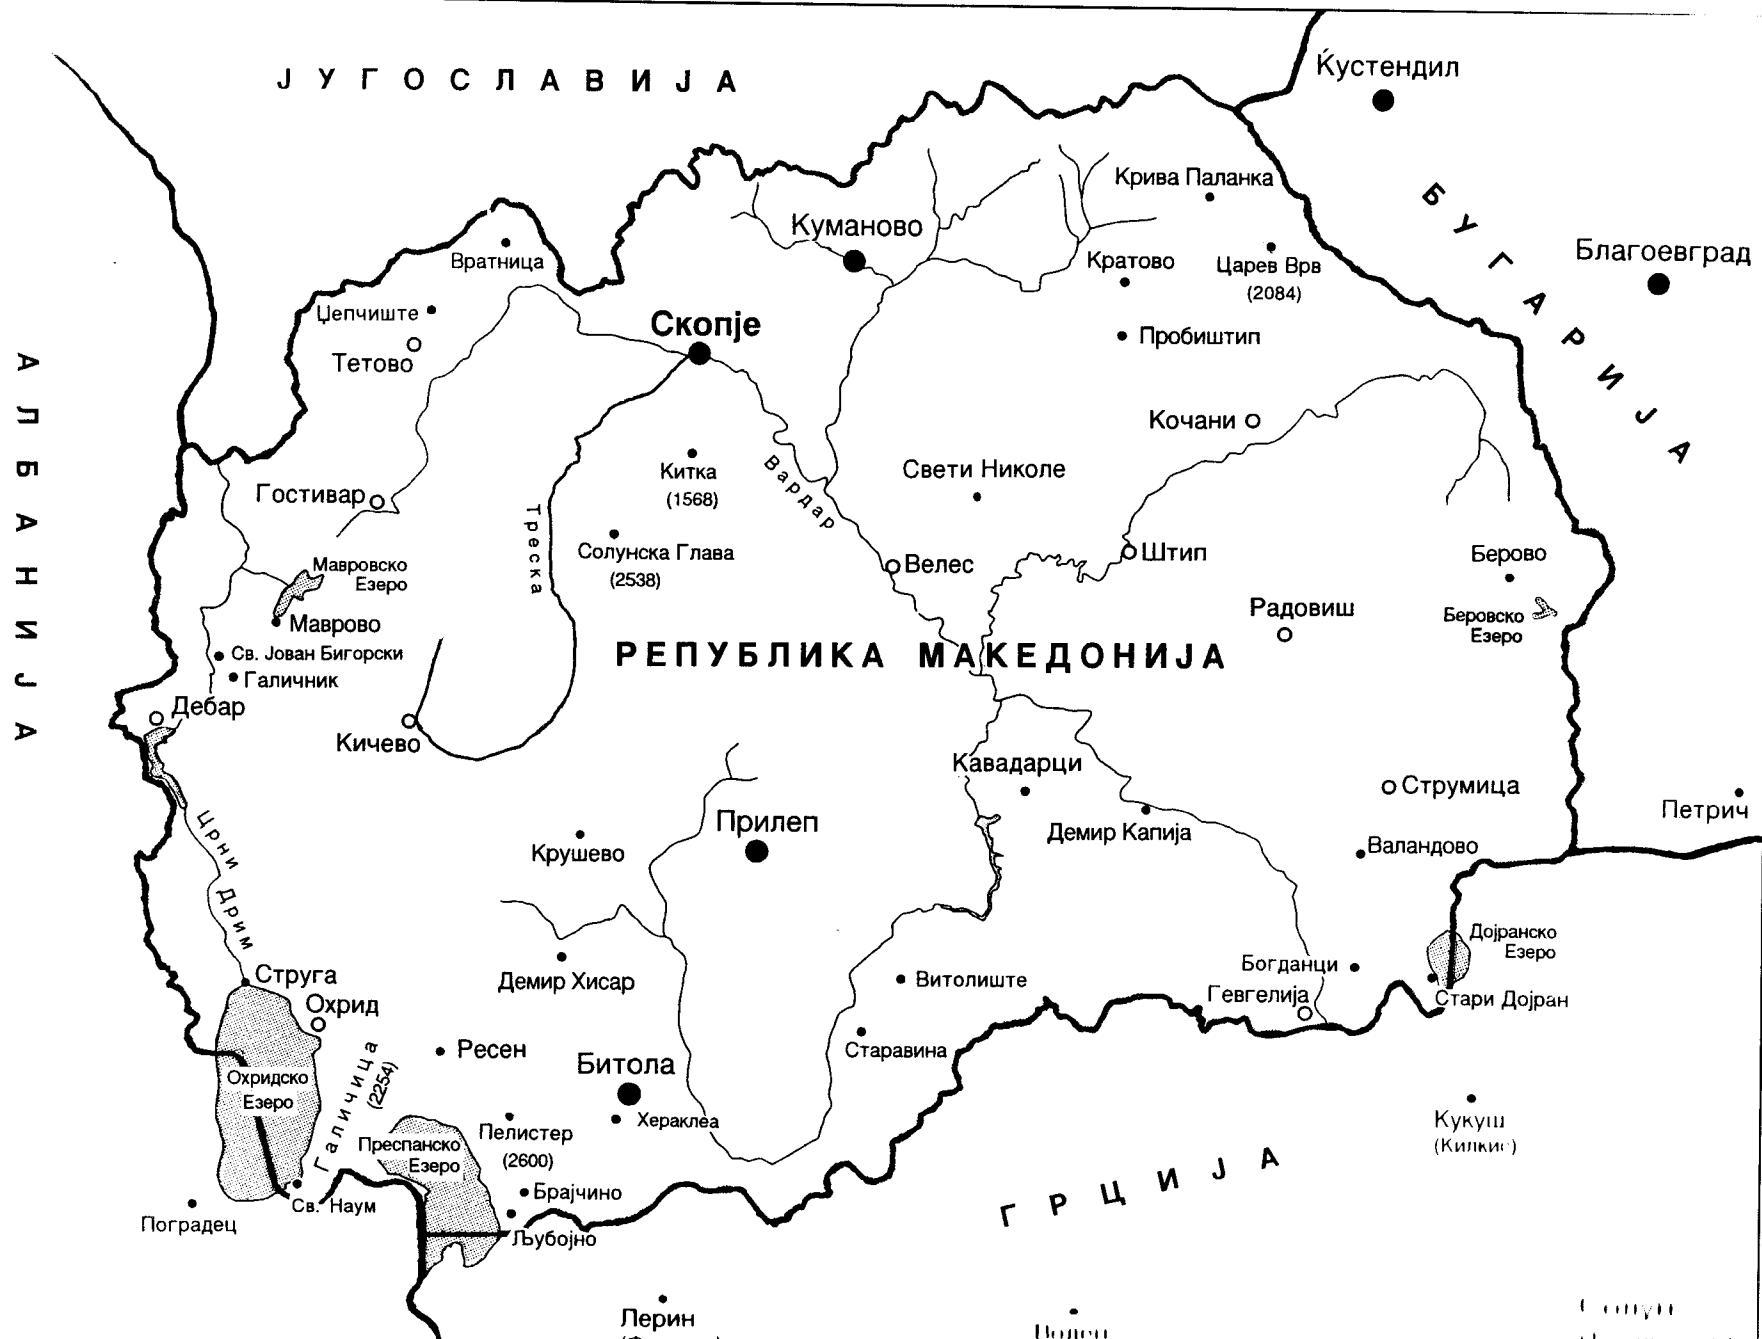 ЈУГОСЛАВИЈА
Ќустендил
Крива Паланка
БУГАРИЈА
Куманово
Благоевград
Вратница
Кратово
Царев Врв
(2084)
Џепчиште
Скопје
Пробиштип
Тетово
АЛБАНИЈА
Кочани
Китка
(1568)
Вардар
Свети Николе
Гостивар
Треска
Солунска Глава
(2538)
Штип
Велес
Берово
Мавровско
Езеро
Радовиш
Беровско
Езеро
Маврово
Св. Јован Бигорски
РЕПУБЛИКА МАКЕДОНИЈА
Галичник
Дебар
Кичево
Кавадарци
Струмица
Петрич
Црни Дрим
Прилеп
Демир Капија
Крушево
Валандово
Дојранско
Езеро
Струга
Демир Хисар
Витолиште
Богданци
Гевгелија
Стари Дојран
Охрид
Ресен
Битола
Старавина
Охридско
Езеро
Галичица
(2254)
Хераклеа
Кукуш
(Килкис)
Преспанско
Езеро
Пелистер
(2600)
ГРЦИЈА
Брајчино
Св. Наум
Поградец
Љубојно
Лерин